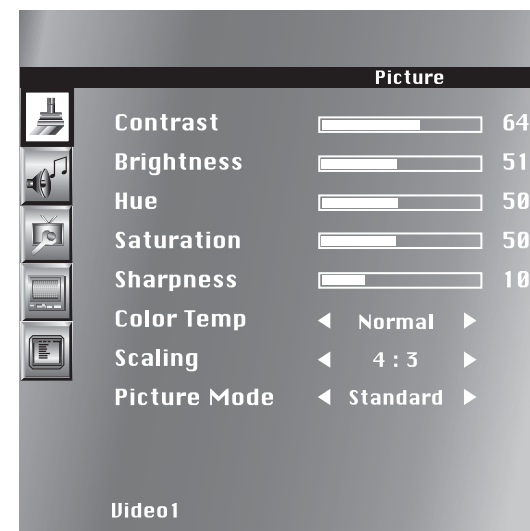 Picture
Contrast 64
Brightness 51
Hue 50
Saturation 50
Sharpness 10
Color Temp Normal
Scaling 4 : 3
Picture Mode Standard
Video1